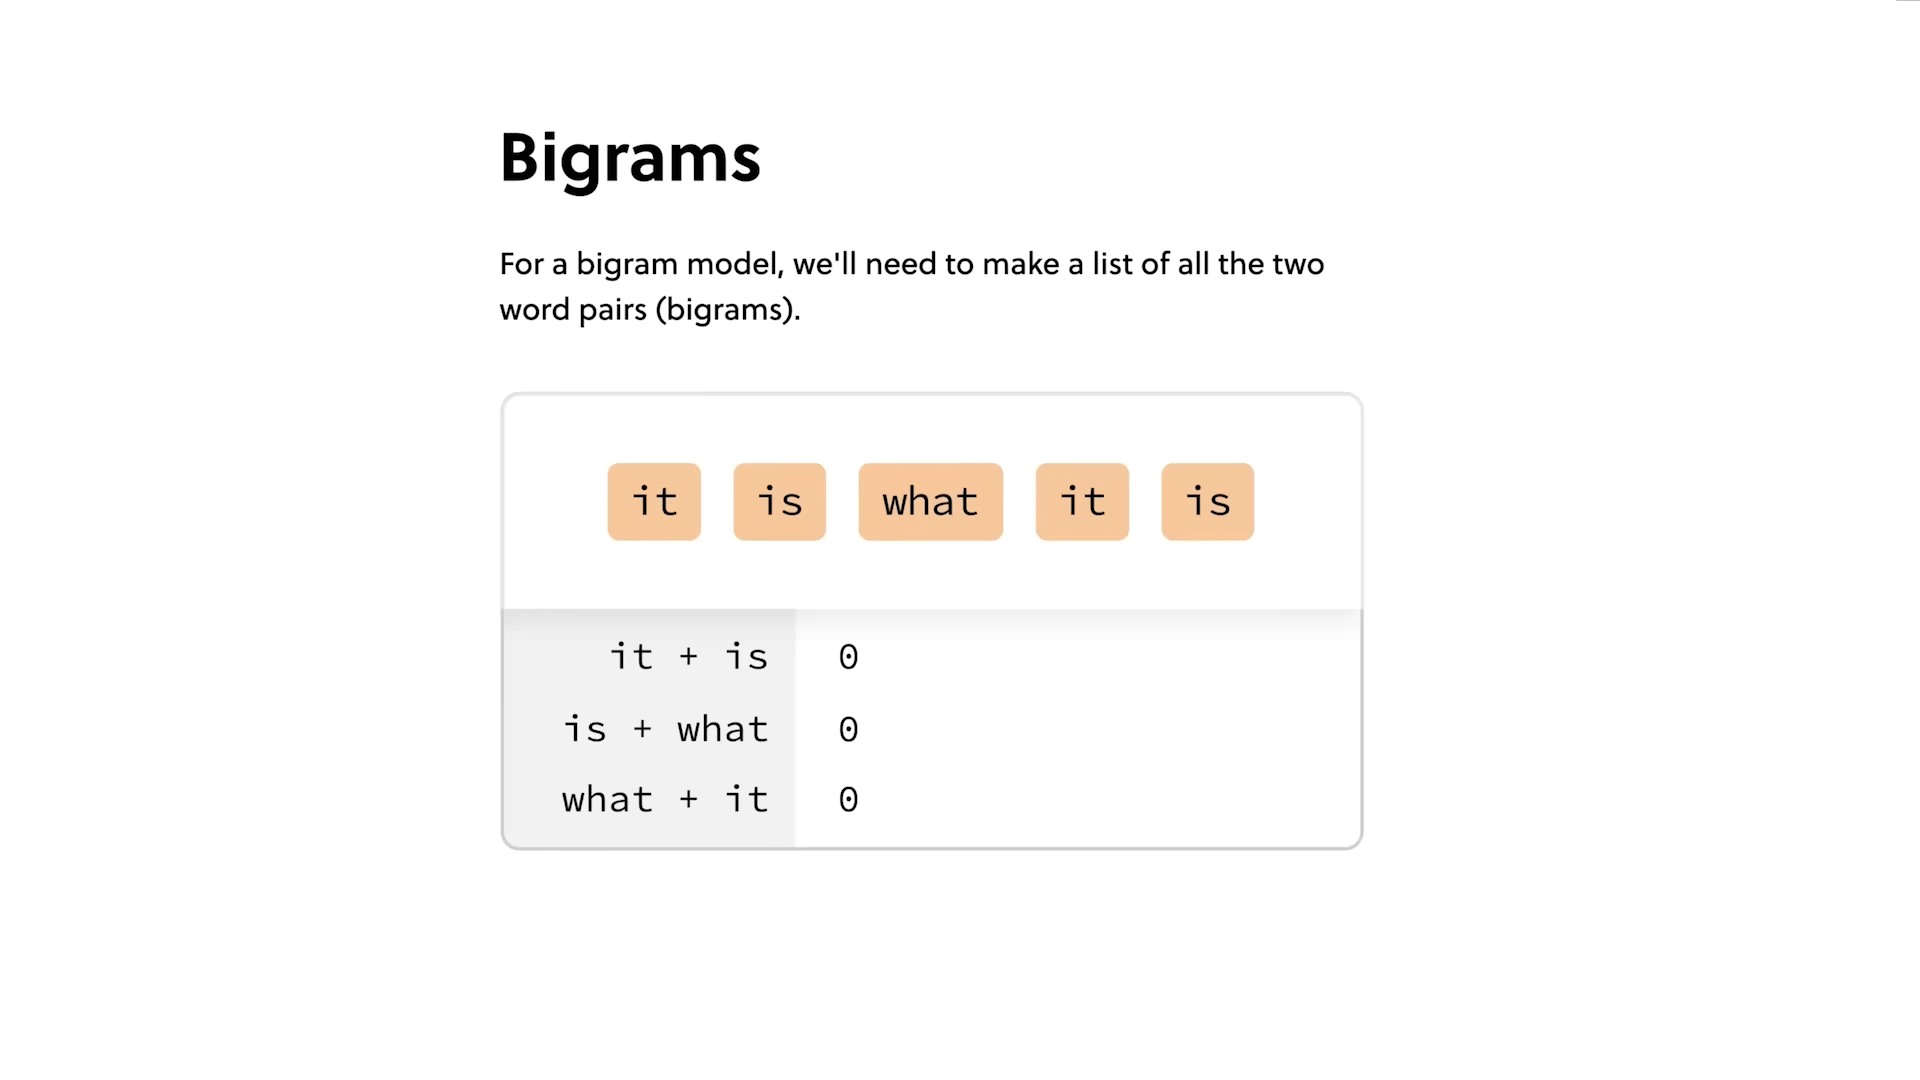 Bigrams
For a bigram model, we'll need to make a list of all the two
word pairs (bigrams).
it is what it is
it + is 0
is + what 0
what + it 0